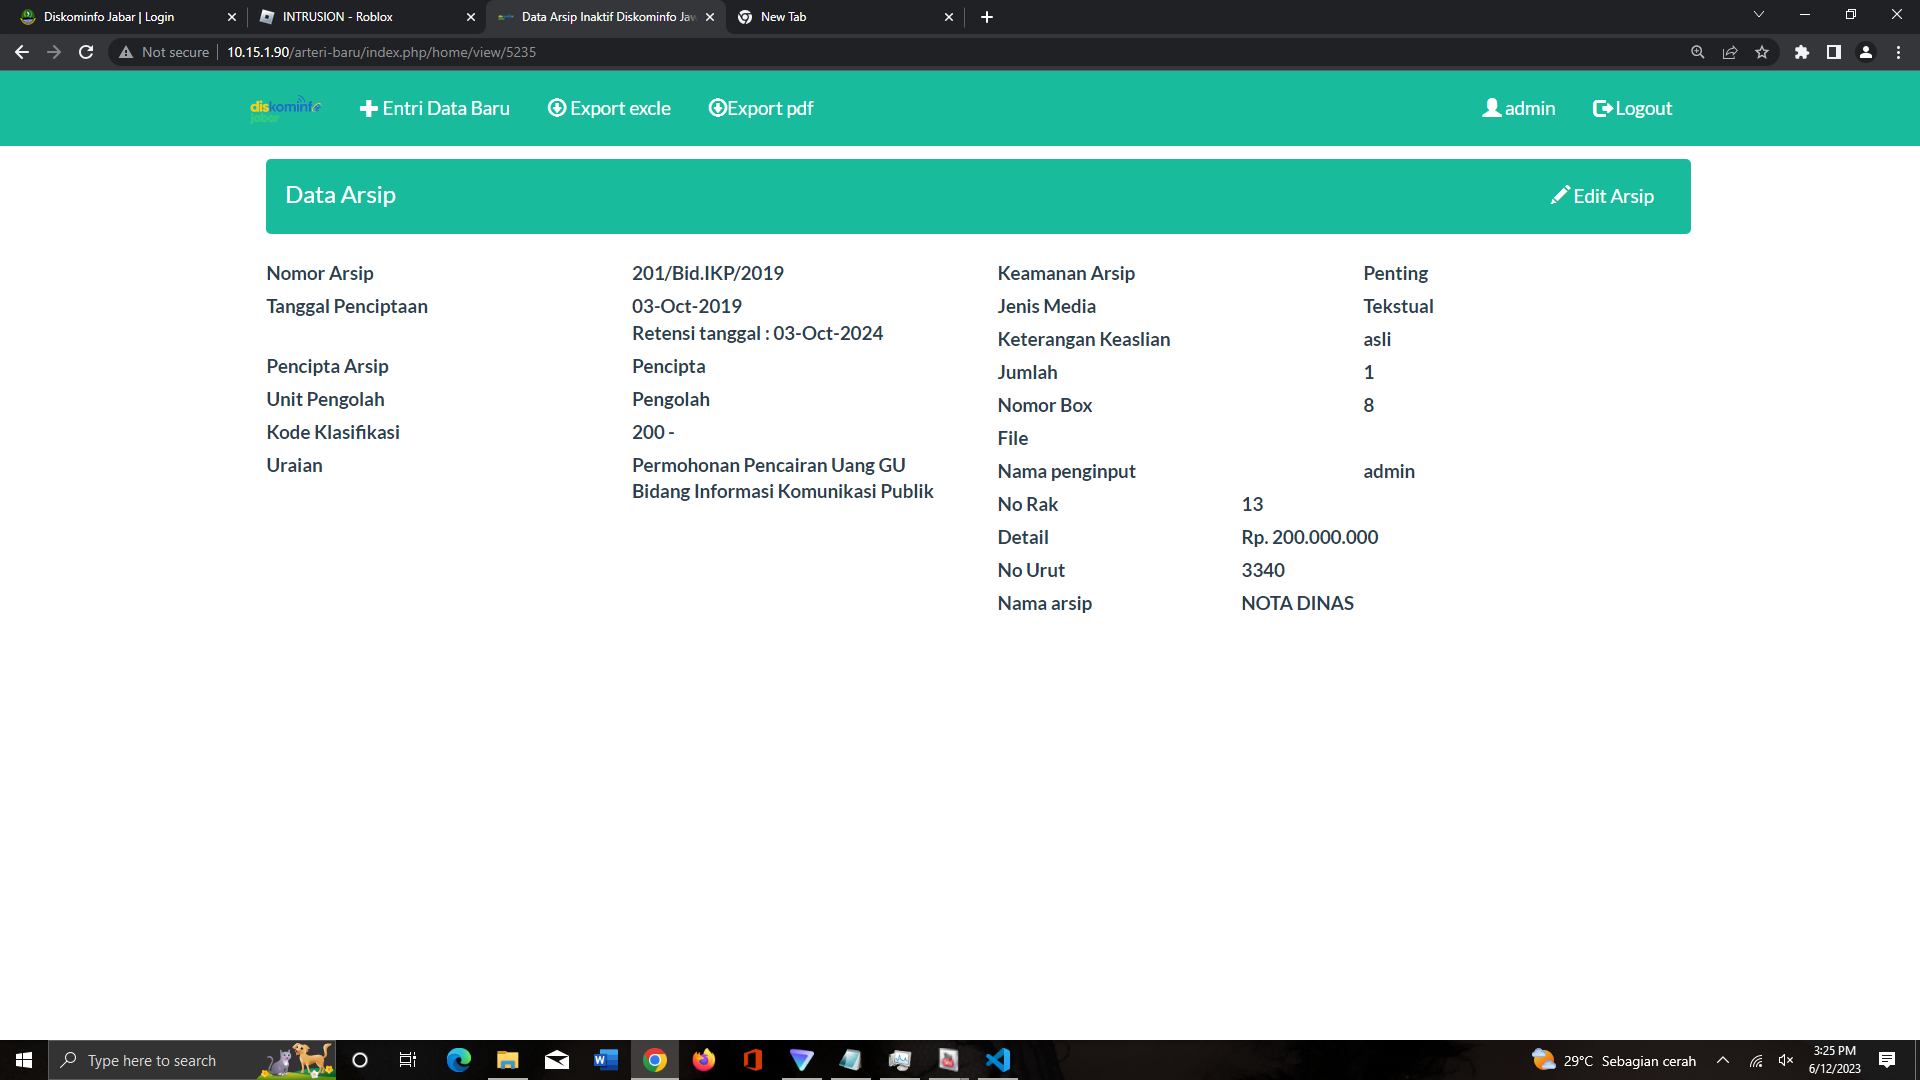 Diskominfo Jabar | Login
INTRUSION - Roblox
Data Arsip Inaktif Diskominfo Jaw
New Tab
Not secure
10.15.1.90/arteri-baru/index.php/home/view/5235
diskominfo
jabar
Entri Data Baru
Export excle
Export pdf
admin
Logout
Data Arsip
Edit Arsip
Nomor Arsip
201/Bid.IKP/2019
Tanggal Penciptaan
03-Oct-2019
Retensi tanggal : 03-Oct-2024
Pencipta Arsip
Pencipta
Unit Pengolah
Pengolah
Kode Klasifikasi
200 -
Uraian
Permohonan Pencairan Uang GU
Bidang Informasi Komunikasi Publik
Keamanan Arsip
Penting
Jenis Media
Tekstual
Keterangan Keaslian
asli
Jumlah
1
Nomor Box
8
File
Nama penginput
admin
No Rak
13
Detail
Rp. 200.000.000
No Urut
3340
Nama arsip
NOTA DINAS
Type here to search
29°C Sebagian cerah
3:25 PM
6/12/2023